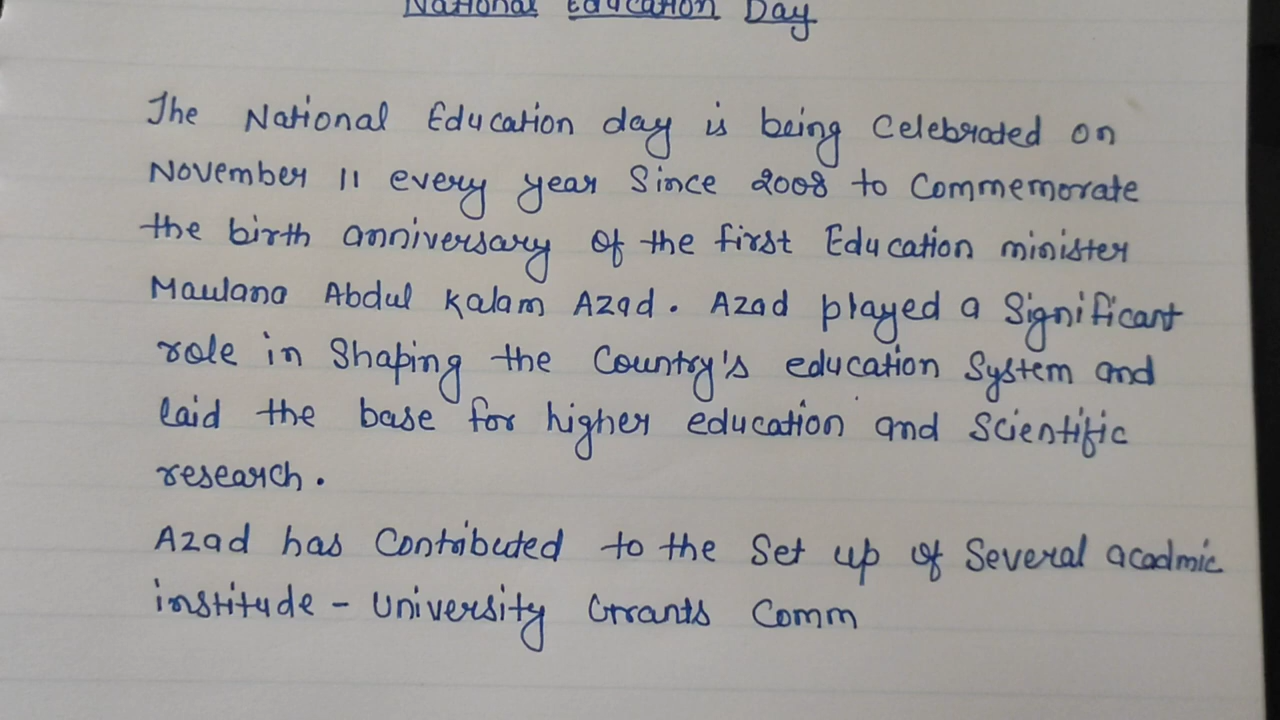 National Education Day
The National Education day is being Celebrated on
November 11 every year Since 2008 to Commemorate
the birth anniversary of the first Education minister
Maulana Abdul Kalam Azad. Azad played a Significant
role in Shaping the Country's education System and
laid the base for higher education and Scientific
research.
Azad has Contributed to the Set up of Several acadmic
institude - University Grants Comm